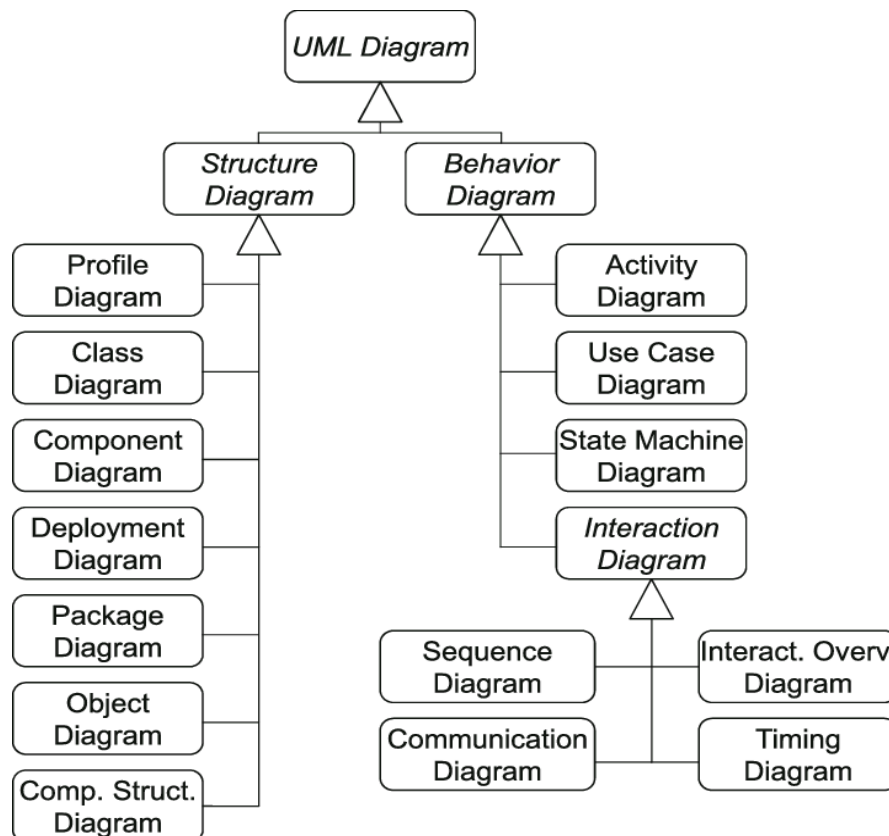 UML Diagram
Structure
Diagram
Behavior
Diagram
Profile
Diagram
Class
Diagram
Component
Diagram
Deployment
Diagram
Package
Diagram
Object
Diagram
Comp. Struct.
Diagram
Activity
Diagram
Use Case
Diagram
State Machine
Diagram
Interaction
Diagram
Sequence
Diagram
Interact. Overv
Diagram
Communication
Diagram
Timing
Diagram